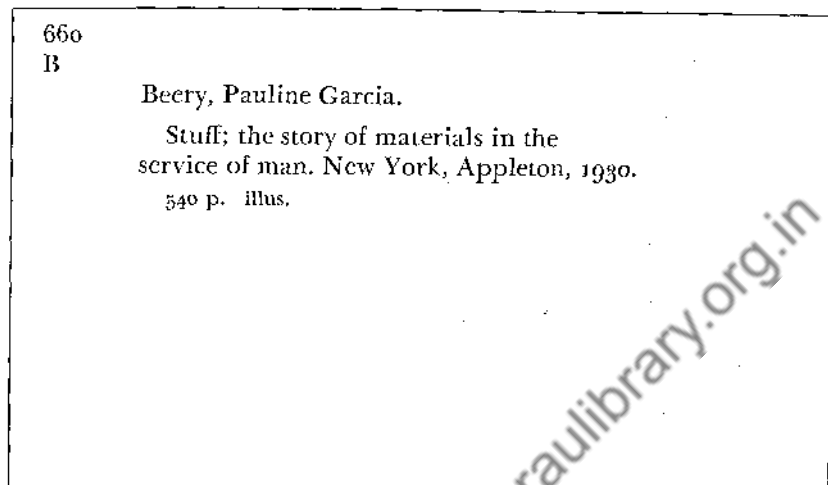 660
B
Beery, Pauline Garcia.
Stuff; the story of materials in the
service of man. New York, Appleton, 1930.
540 p. illus.
raulibrary.org.in